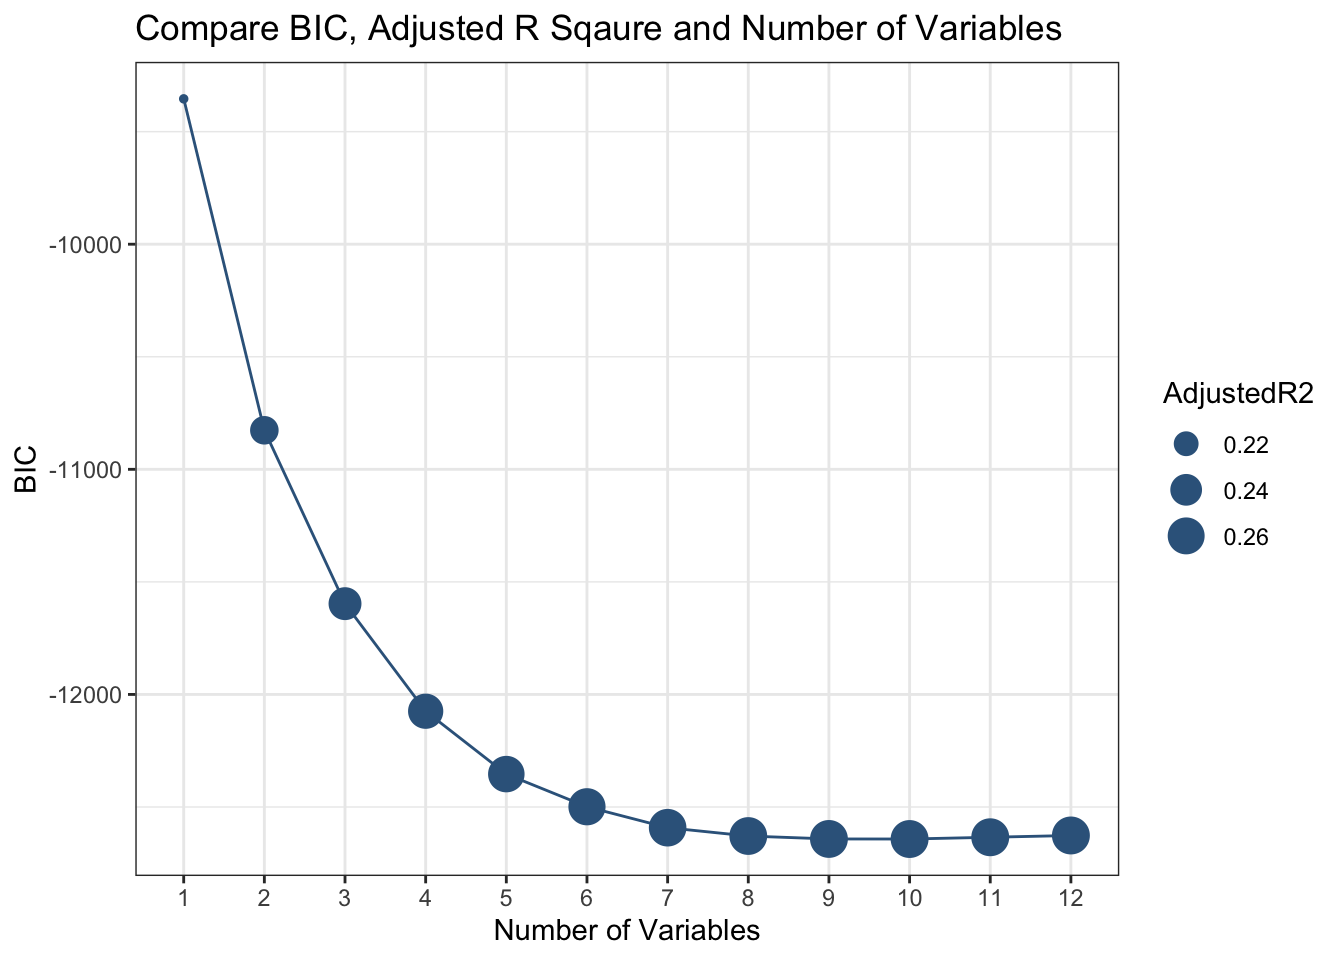 Compare BIC, Adjusted R Sqaure and Number of Variables
-10000
-11000
-12000
BIC
1 2 3 4 5 6 7 8 9 10 11 12
Number of Variables
AdjustedR2
0.22
0.24
0.26